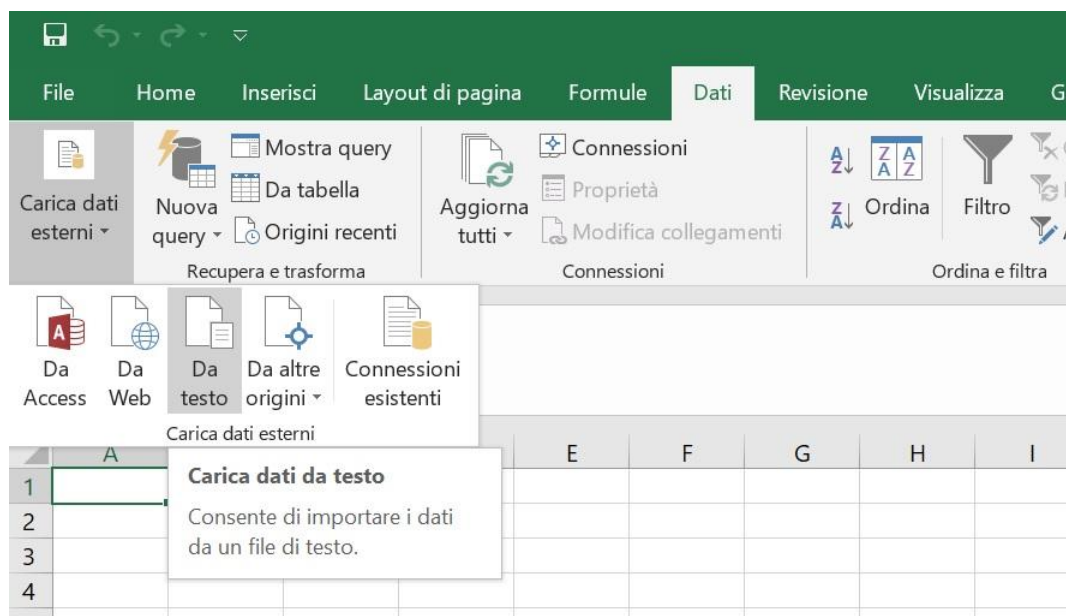 File Home Inserisci Layout di pagina Formule Dati Revisione Visualizza G
Carica dati
esterni
Nuova
query
Mostra query
Da tabella
Origini recenti
Recupera e trasforma
Aggiorna
tutti
Connessioni
Proprietà
Modifica collegamenti
Connessioni
A
Z
Z
A
Z A
A Z
Ordina
Filtro
Ordina e filtra
A
Da
Access
Da
Web
Da
testo
Da altre
origini
Connessioni
esistenti
Carica dati esterni
A E F G H I
1
2
3
4
Carica dati da testo
Consente di importare i dati
da un file di testo.